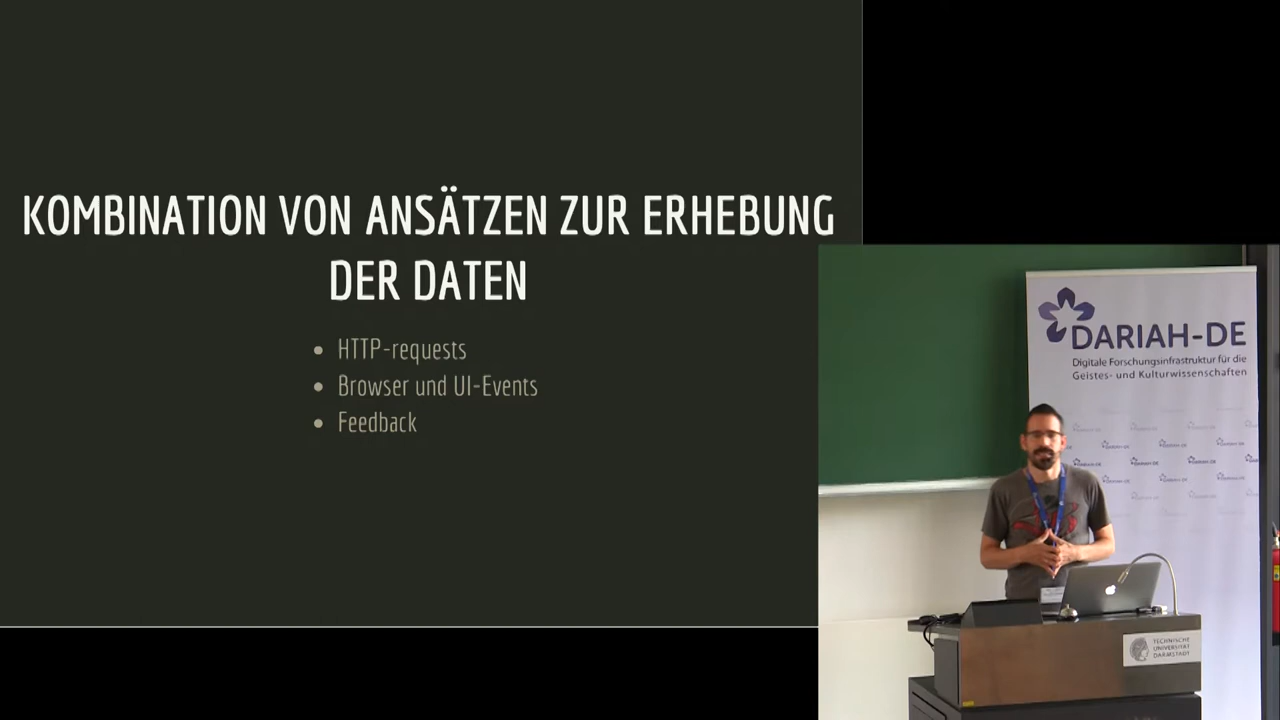 KOMBINATION VON ANSÄTZEN ZUR ERHEBUNG
DER DATEN
• HTTP-requests
• Browser und UI-Events
• Feedback
DARIAH-DE
Digitale Forschungsinfrastruktur für die
Geistes- und Kulturwissenschaften
TECHNISCHE
UNIVERSITÄT
DARMSTADT